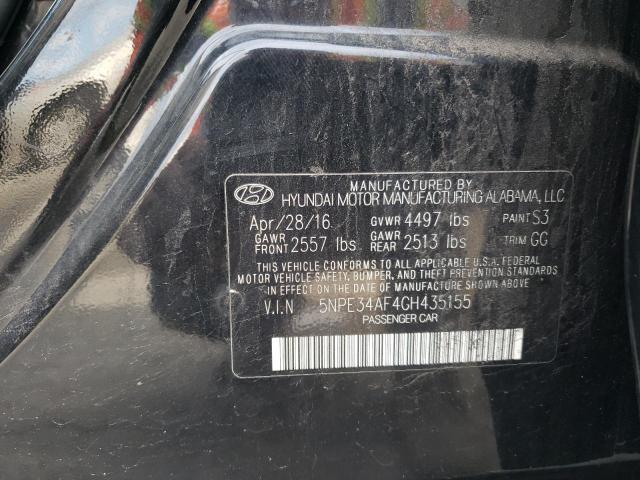 MANUFACTURED BY
HYUNDAI MOTOR MANUFACTURING ALABAMA, LLC
Apr/28/16 GVWR 4497 lbs PAINT S3
GAWR FRONT 2557 lbs GAWR REAR 2513 lbs TRIM GG
THIS VEHICLE CONFORMS TO ALL APPLICABLE U.S.A. FEDERAL
MOTOR VEHICLE SAFETY, BUMPER, AND THEFT PREVENTION
STANDARDS IN EFFECT ON THE DATE OF MANUFACTURE SHOWN ABOVE.
V.I.N 5NPE34AF4GH435155
PASSENGER CAR